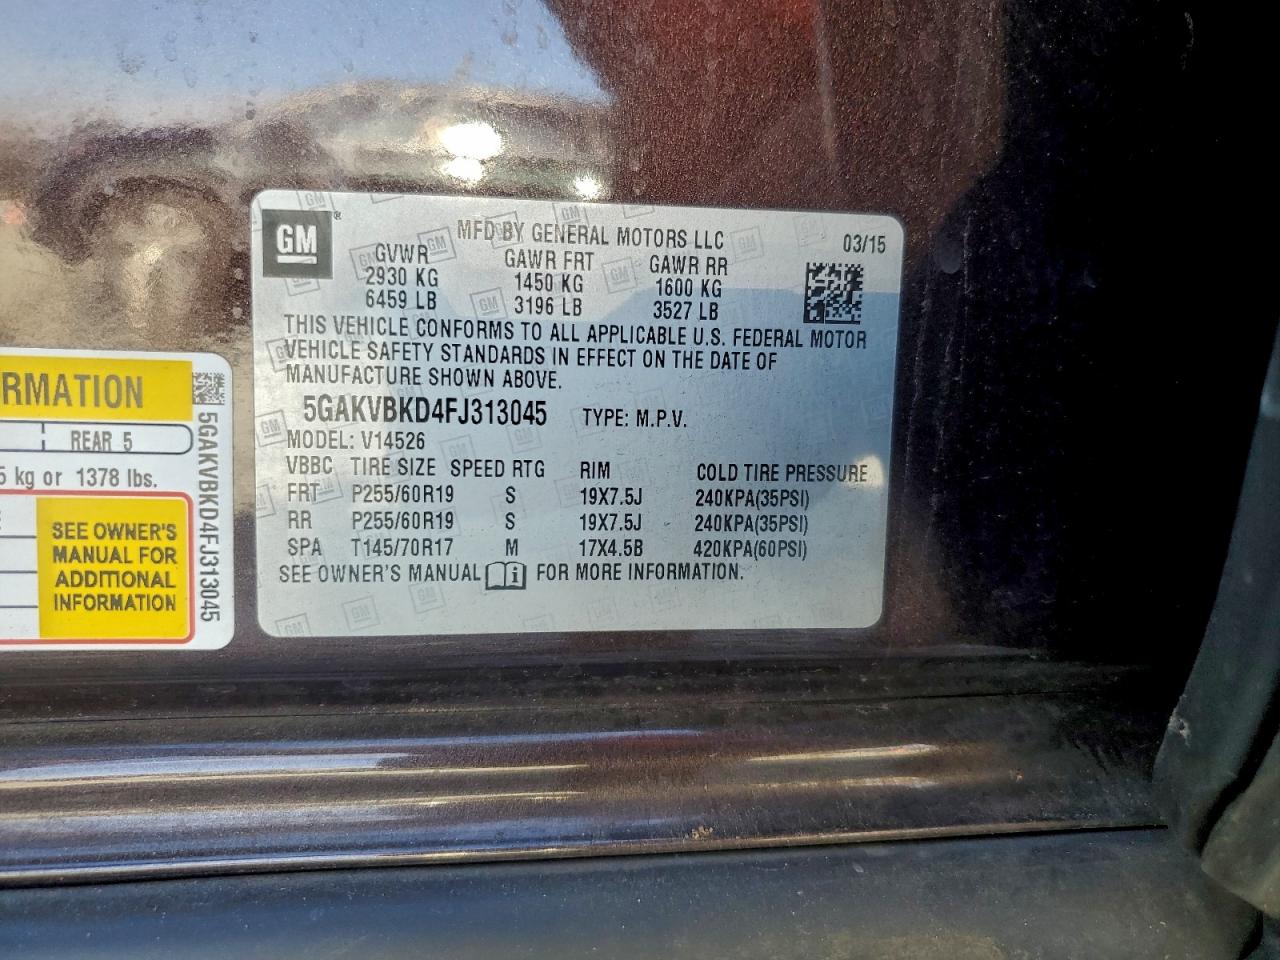 GM®
MFD BY GENERAL MOTORS LLC
03/15
GVWR GAWR FRT GAWR RR
2930 KG 1450 KG 1600 KG
6459 LB 3196 LB 3527 LB
THIS VEHICLE CONFORMS TO ALL APPLICABLE U.S. FEDERAL MOTOR
VEHICLE SAFETY STANDARDS IN EFFECT ON THE DATE OF
MANUFACTURE SHOWN ABOVE.
5GAKVBKD4FJ313045 TYPE: M.P.V.
MODEL: V14526
VBBC TIRE SIZE SPEED RTG RIM COLD TIRE PRESSURE
FRT P255/60R19 S 19X7.5J 240KPA(35PSI)
RR P255/60R19 S 19X7.5J 240KPA(35PSI)
SPA T145/70R17 M 17X4.5B 420KPA(60PSI)
SEE OWNER'S MANUAL FOR MORE INFORMATION.
RMATION
REAR 5
5 kg or 1378 lbs.
SEE OWNER'S
MANUAL FOR
ADDITIONAL
INFORMATION
5GAKVBKD4FJ313045